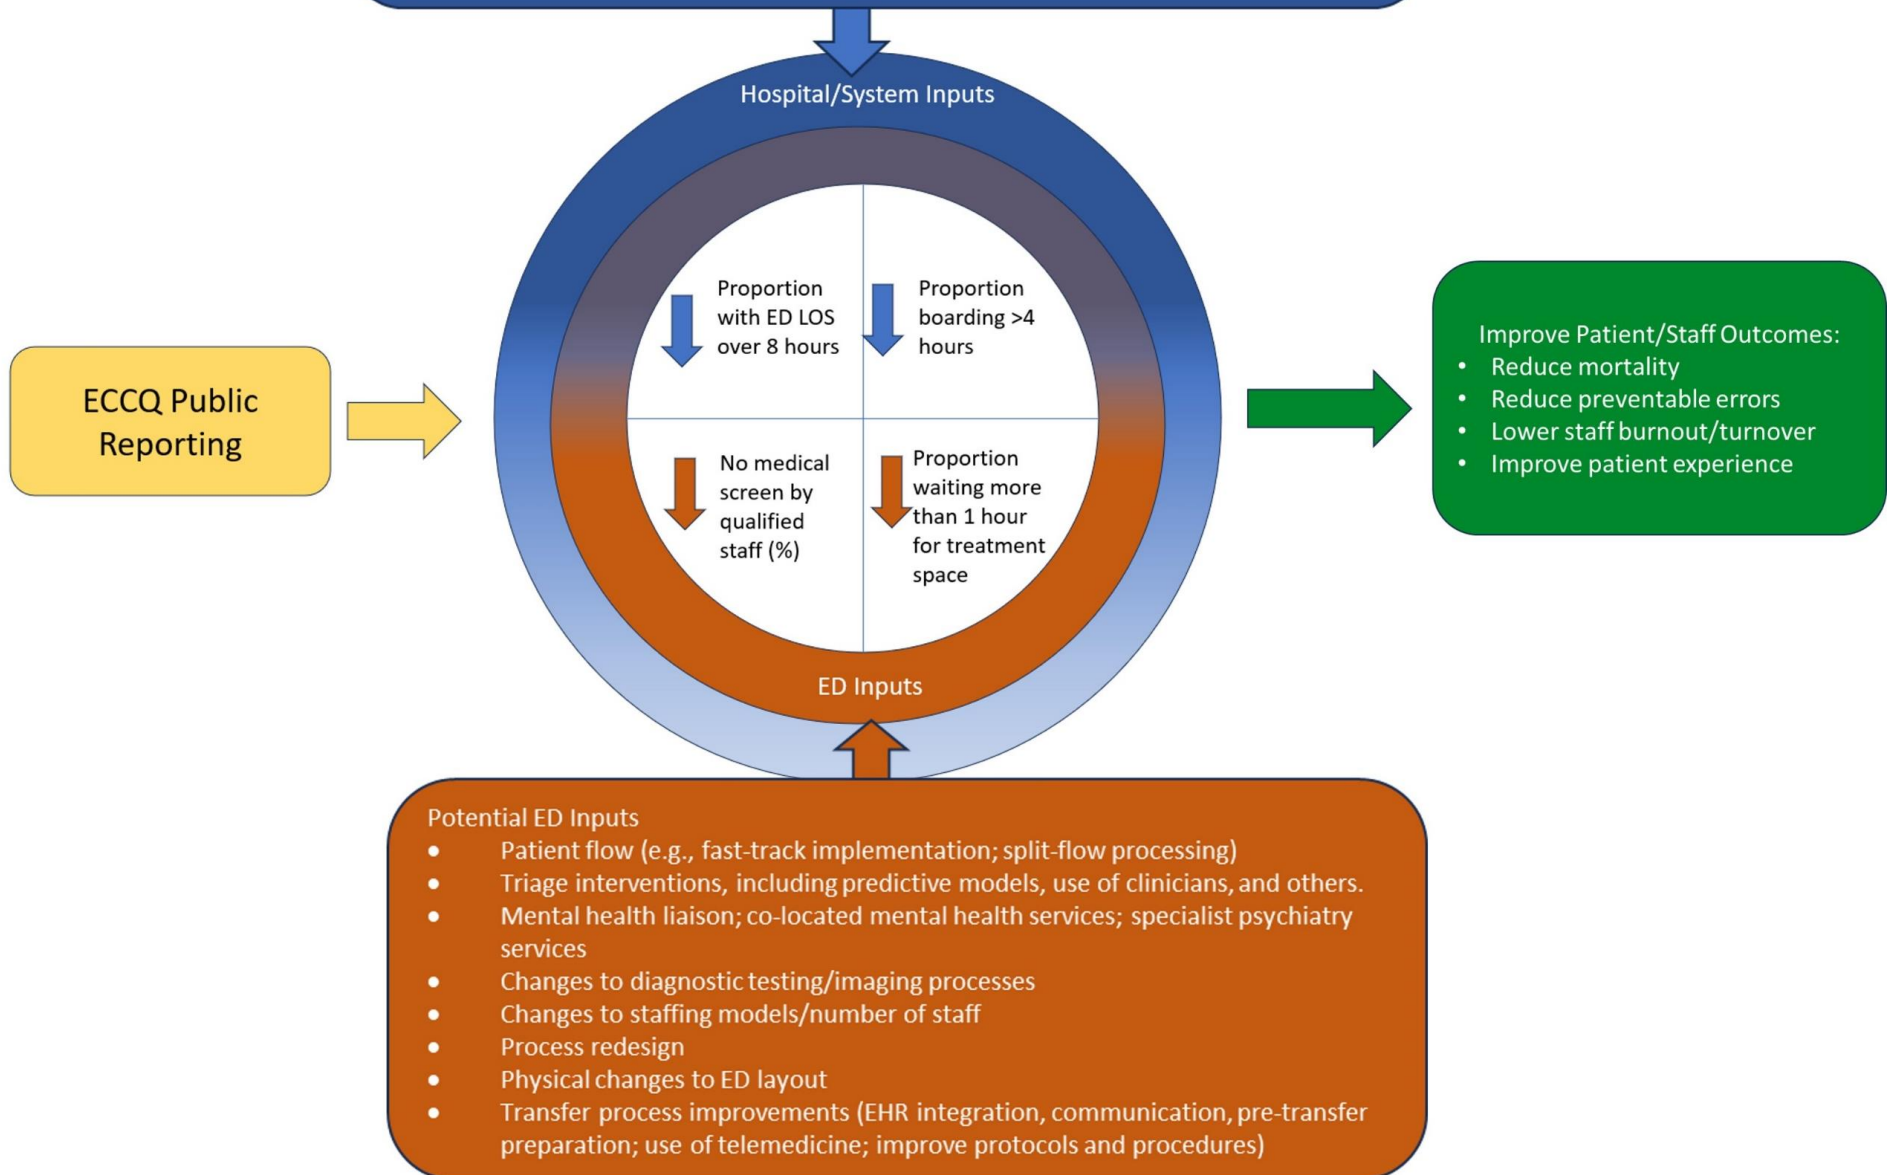 Hospital/System Inputs
Proportion
with ED LOS
over 8 hours
Proportion
boarding >4
hours
ECCQ Public
Reporting
No medical
screen by
qualified
staff (%)
Proportion
waiting more
than 1 hour
for treatment
space
ED Inputs
Improve Patient/Staff Outcomes:
• Reduce mortality
• Reduce preventable errors
• Lower staff burnout/turnover
• Improve patient experience
Potential ED Inputs
• Patient flow (e.g., fast-track implementation; split-flow processing)
• Triage interventions, including predictive models, use of clinicians, and others.
• Mental health liaison; co-located mental health services; specialist psychiatry
services
• Changes to diagnostic testing/imaging processes
• Changes to staffing models/number of staff
• Process redesign
• Physical changes to ED layout
• Transfer process improvements (EHR integration, communication, pre-transfer
preparation; use of telemedicine; improve protocols and procedures)